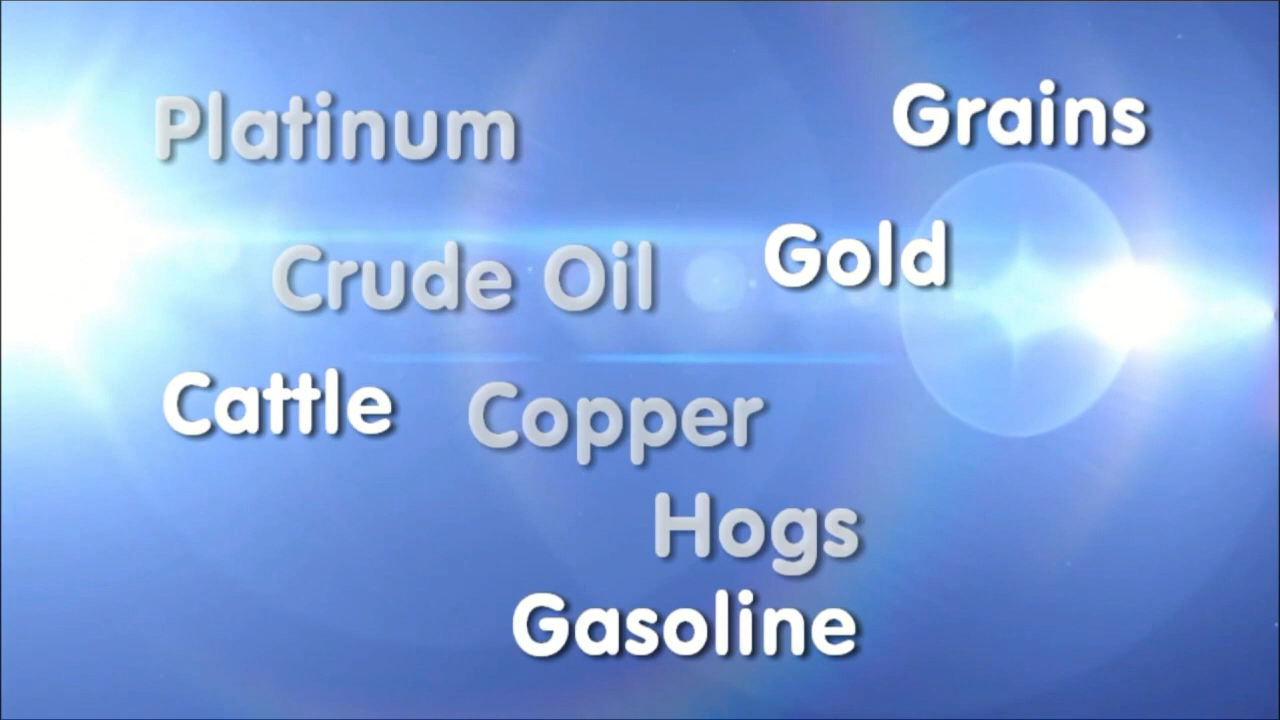 Platinum
Grains
Crude Oil
Gold
Cattle
Copper
Hogs
Gasoline